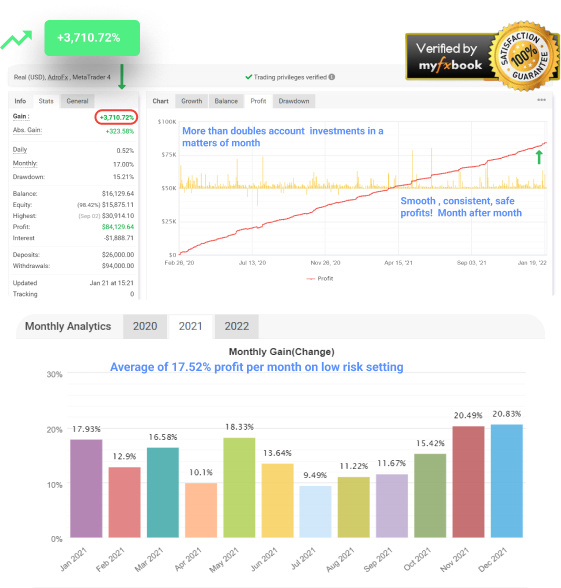 +3,710.72%
Verified by
myfxbook
SATISFACTION
100%
GUARANTEE
Real (USD), AdroFx , MetaTrader 4
Trading privileges verified
Info Stats General
Gain : +3,710.72%
Abs. Gain: +323.58%
Daily 0.52%
Monthly: 17.00%
Drawdown: 15.21%
Balance: $16,129.64
Equity: (98.42%) $15,875.11
Highest: (Sep 02) $30,914.10
Profit: $84,129.64
Interest -$1,888.71
Deposits: $26,000.00
Withdrawals: $94,000.00
Updated Jan 21 at 15:21
Tracking 0
Chart Growth Balance Profit Drawdown
$100K
More than doubles account investments in a
matters of month
$75K
$50K
Smooth , consistent, safe
profits! Month after month
$25K
$0
Feb 26, '20 Jul 13, '20 Nov 26, '20 Apr 15, '21 Sep 03, '21 Jan 19, '22
Profit
Monthly Analytics 2020 2021 2022
Monthly Gain(Change)
Average of 17.52% profit per month on low risk setting
30%
20%
10%
0%
17.93%
12.9%
16.58%
10.1%
18.33%
13.64%
9.49%
11.22%
11.67%
15.42%
20.49%
20.83%
Jan 2021
Feb 2021
Mar 2021
Apr 2021
May 2021
Jun 2021
Jul 2021
Aug 2021
Sep 2021
Oct 2021
Nov 2021
Dec 2021